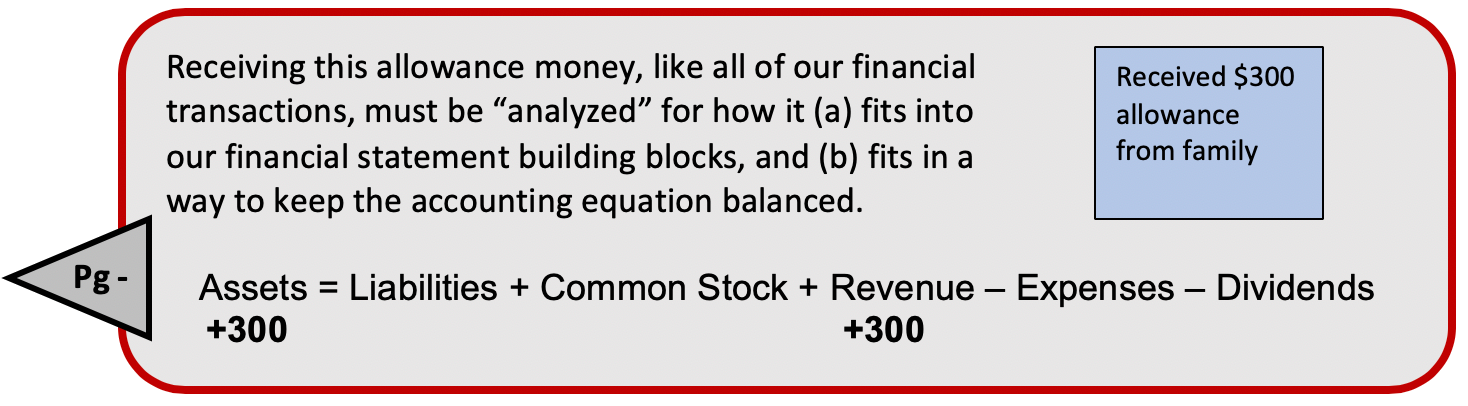 Receiving this allowance money, like all of our financial
transactions, must be “analyzed” for how it (a) fits into
our financial statement building blocks, and (b) fits in a
way to keep the accounting equation balanced.
Received $300
allowance
from family
Pg -
Assets = Liabilities + Common Stock + Revenue – Expenses – Dividends
+300 +300